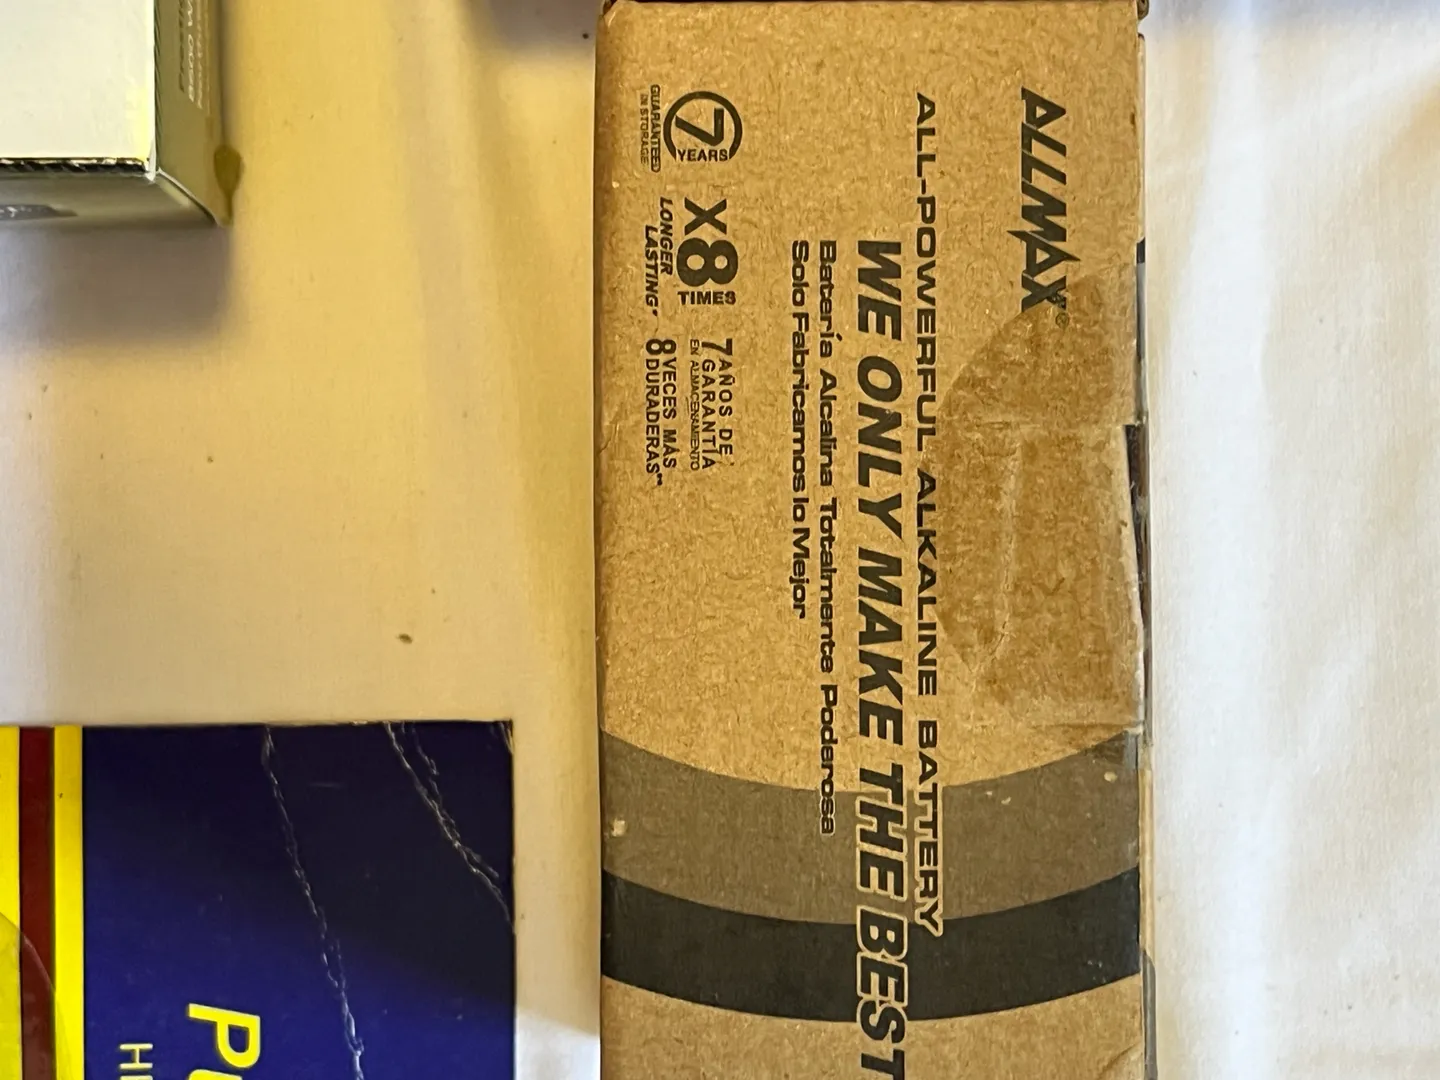 ALLMAX®
ALL-POWERFUL ALKALINE BATTERY
WE ONLY MAKE THE BEST
Batería Alcalina Totalmente Poderosa
Solo Fabricamos lo Mejor
7
YEARS
GUARANTEED
IN STORAGE
X8
TIMES
LONGER
LASTING*
7 AÑOS DE
GARANTÍA
EN ALMACENAMIENTO
8 VECES MÁS
DURADERAS**